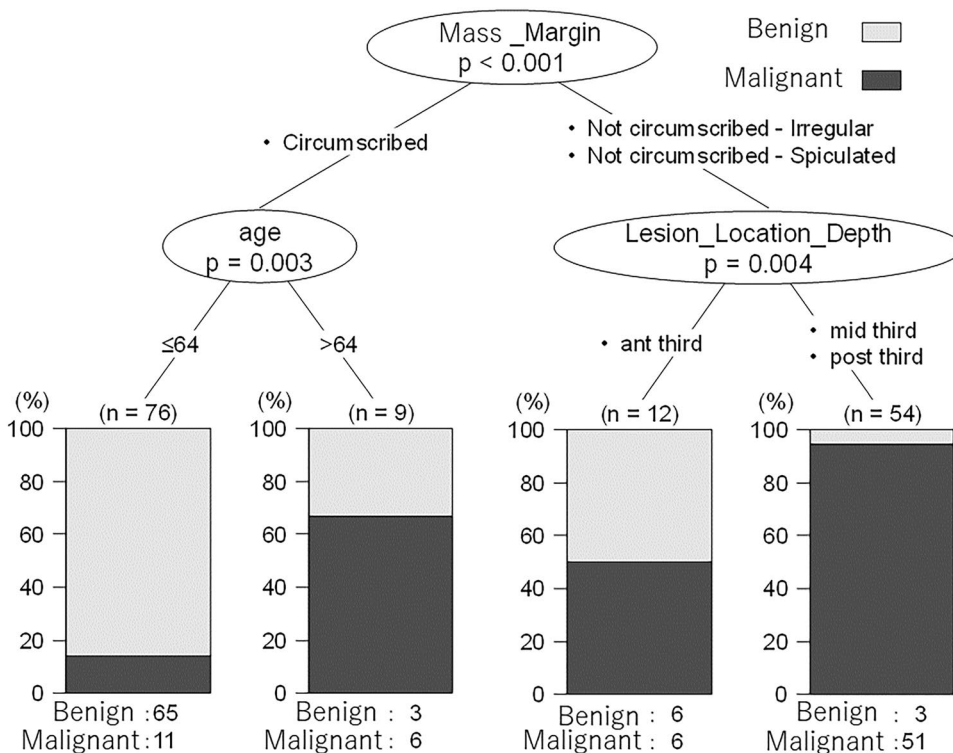 Mass _Margin
p < 0.001
Benign
Malignant
• Circumscribed
• Not circumscribed - Irregular
• Not circumscribed - Spiculated
age
p = 0.003
Lesion_Location_Depth
p = 0.004
≤64
>64
• ant third
• mid third
• post third
(%)
(n = 76)
100
80
60
40
20
0
Benign : 65
Malignant : 11
(%)
(n = 9)
100
80
60
40
20
0
Benign : 3
Malignant : 6
(%)
(n = 12)
100
80
60
40
20
0
Benign : 6
Malignant : 6
(%)
(n = 54)
100
80
60
40
20
0
Benign : 3
Malignant : 51